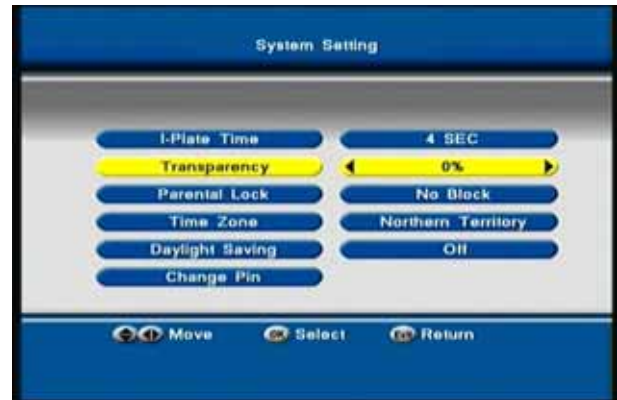 System Setting
I-Plate Time 4 SEC
Transparency 0%
Parental Lock No Block
Time Zone Northern Territory
Daylight Saving Off
Change Pin
Move OK Select Return